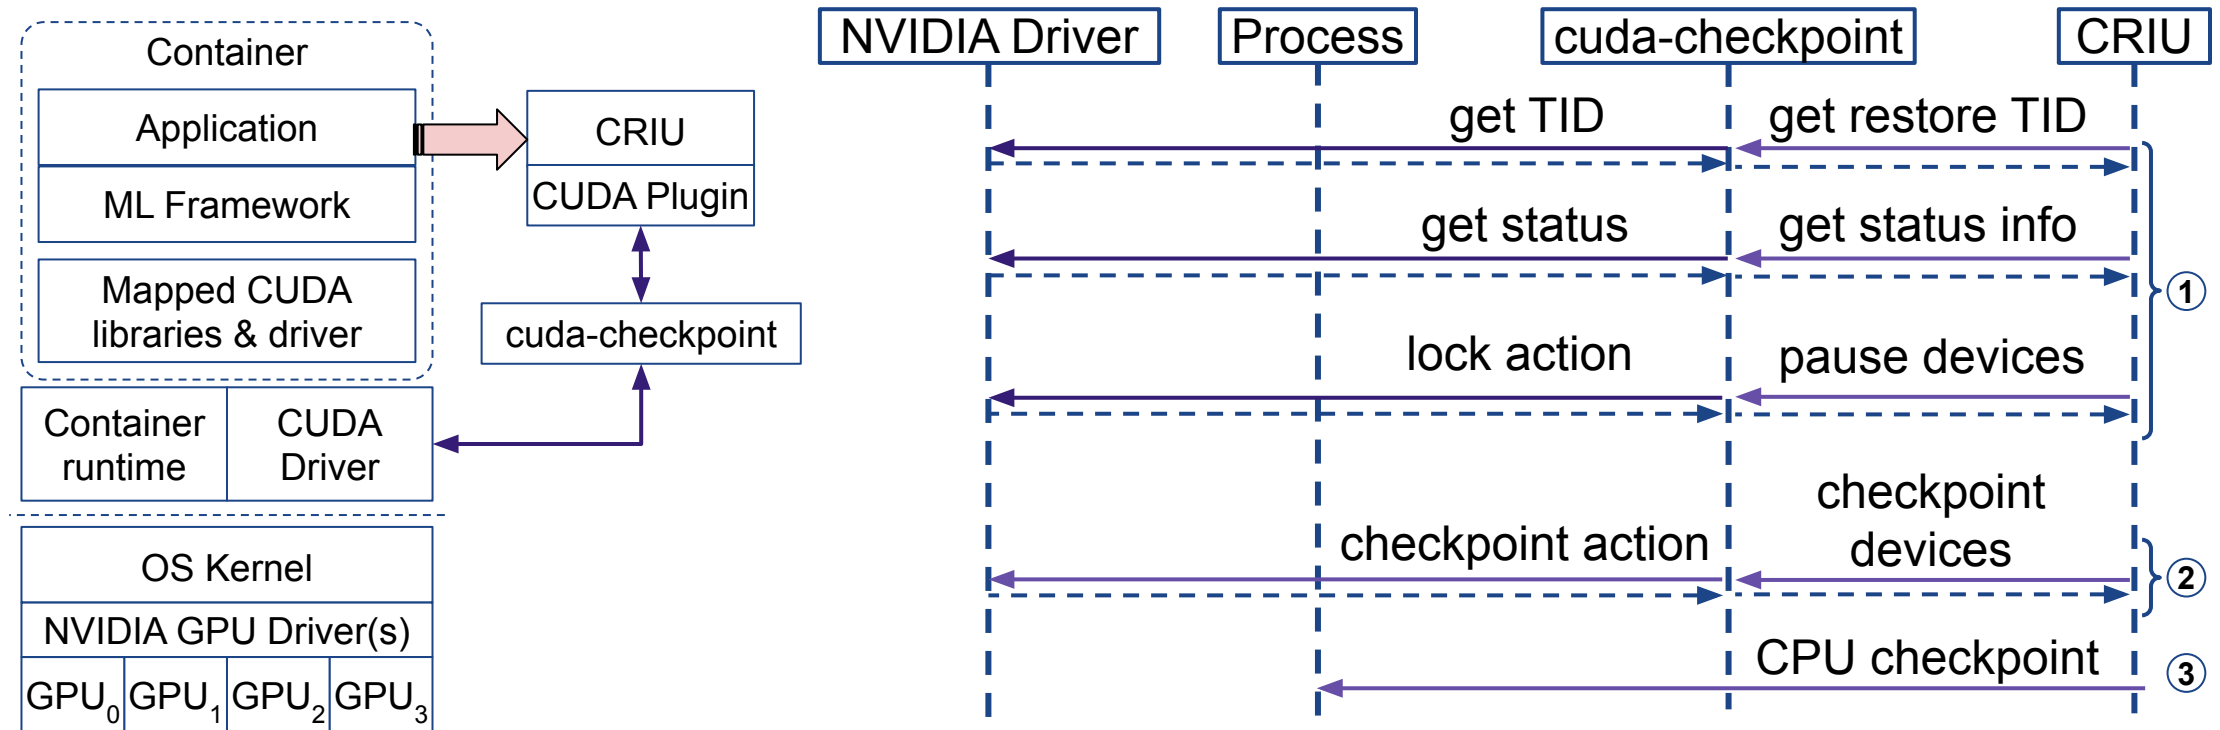 Container
Application
ML Framework
Mapped CUDA
libraries & driver
Container
runtime
CUDA
Driver
OS Kernel
NVIDIA GPU Driver(s)
GPU0
GPU1
GPU2
GPU3
CRIU
CUDA Plugin
cuda-checkpoint
NVIDIA Driver
Process
cuda-checkpoint
CRIU
get TID
get restore TID
get status
get status info
1
lock action
pause devices
checkpoint action
checkpoint
devices
2
CPU checkpoint
3